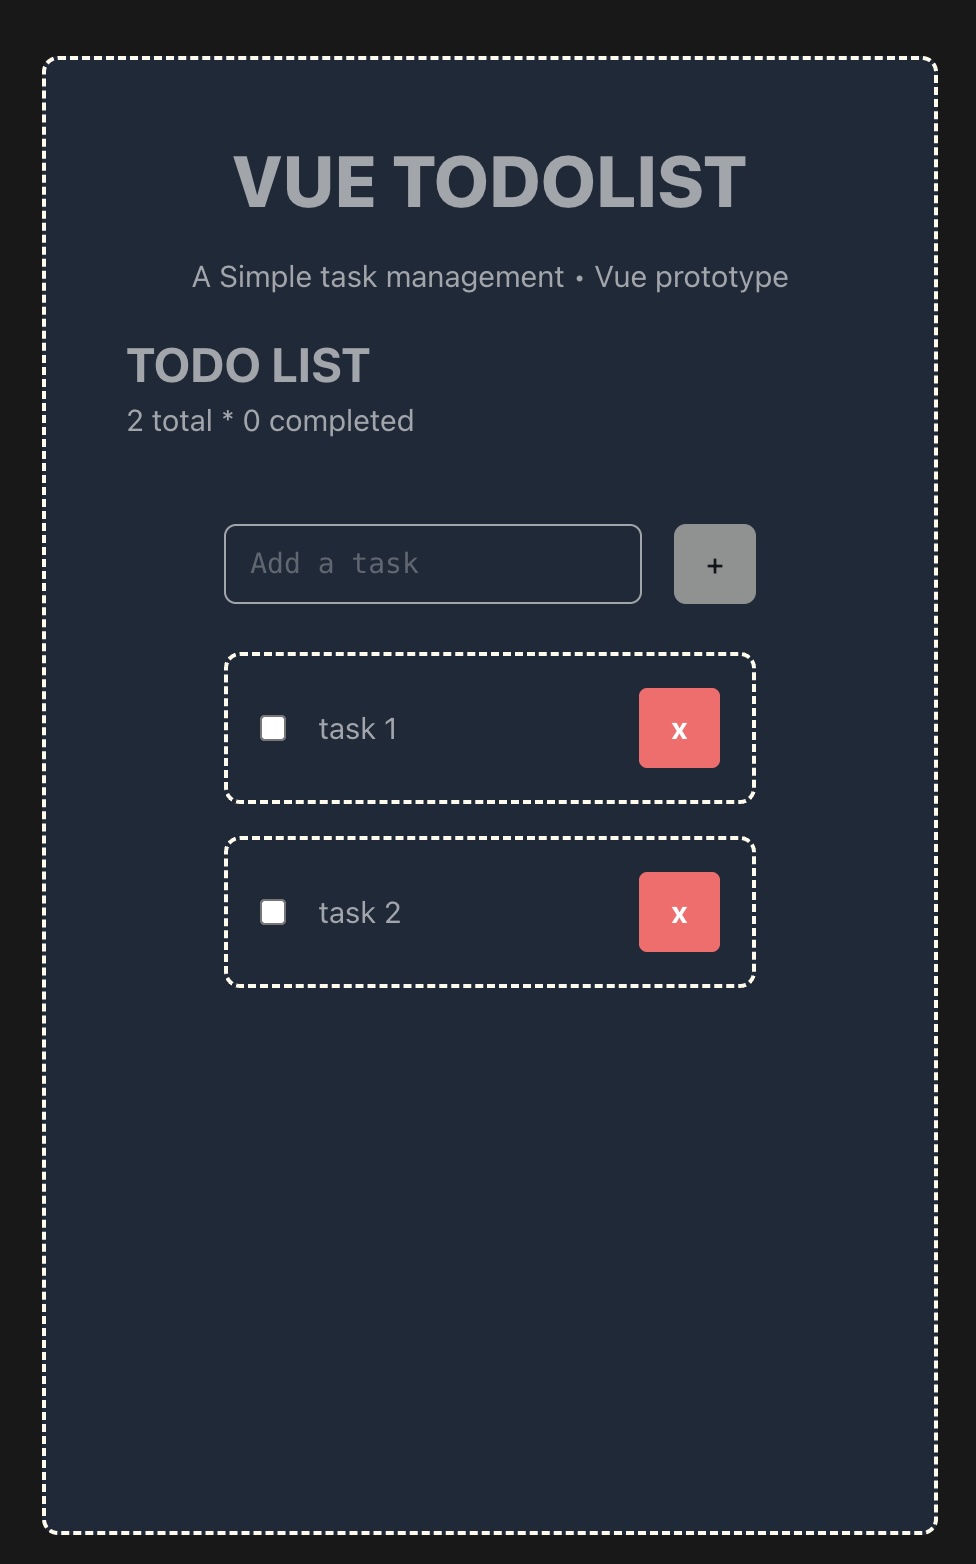 VUE TODOLIST
A Simple task management • Vue prototype
TODO LIST
2 total * 0 completed
Add a task
+
task 1
x
task 2
x